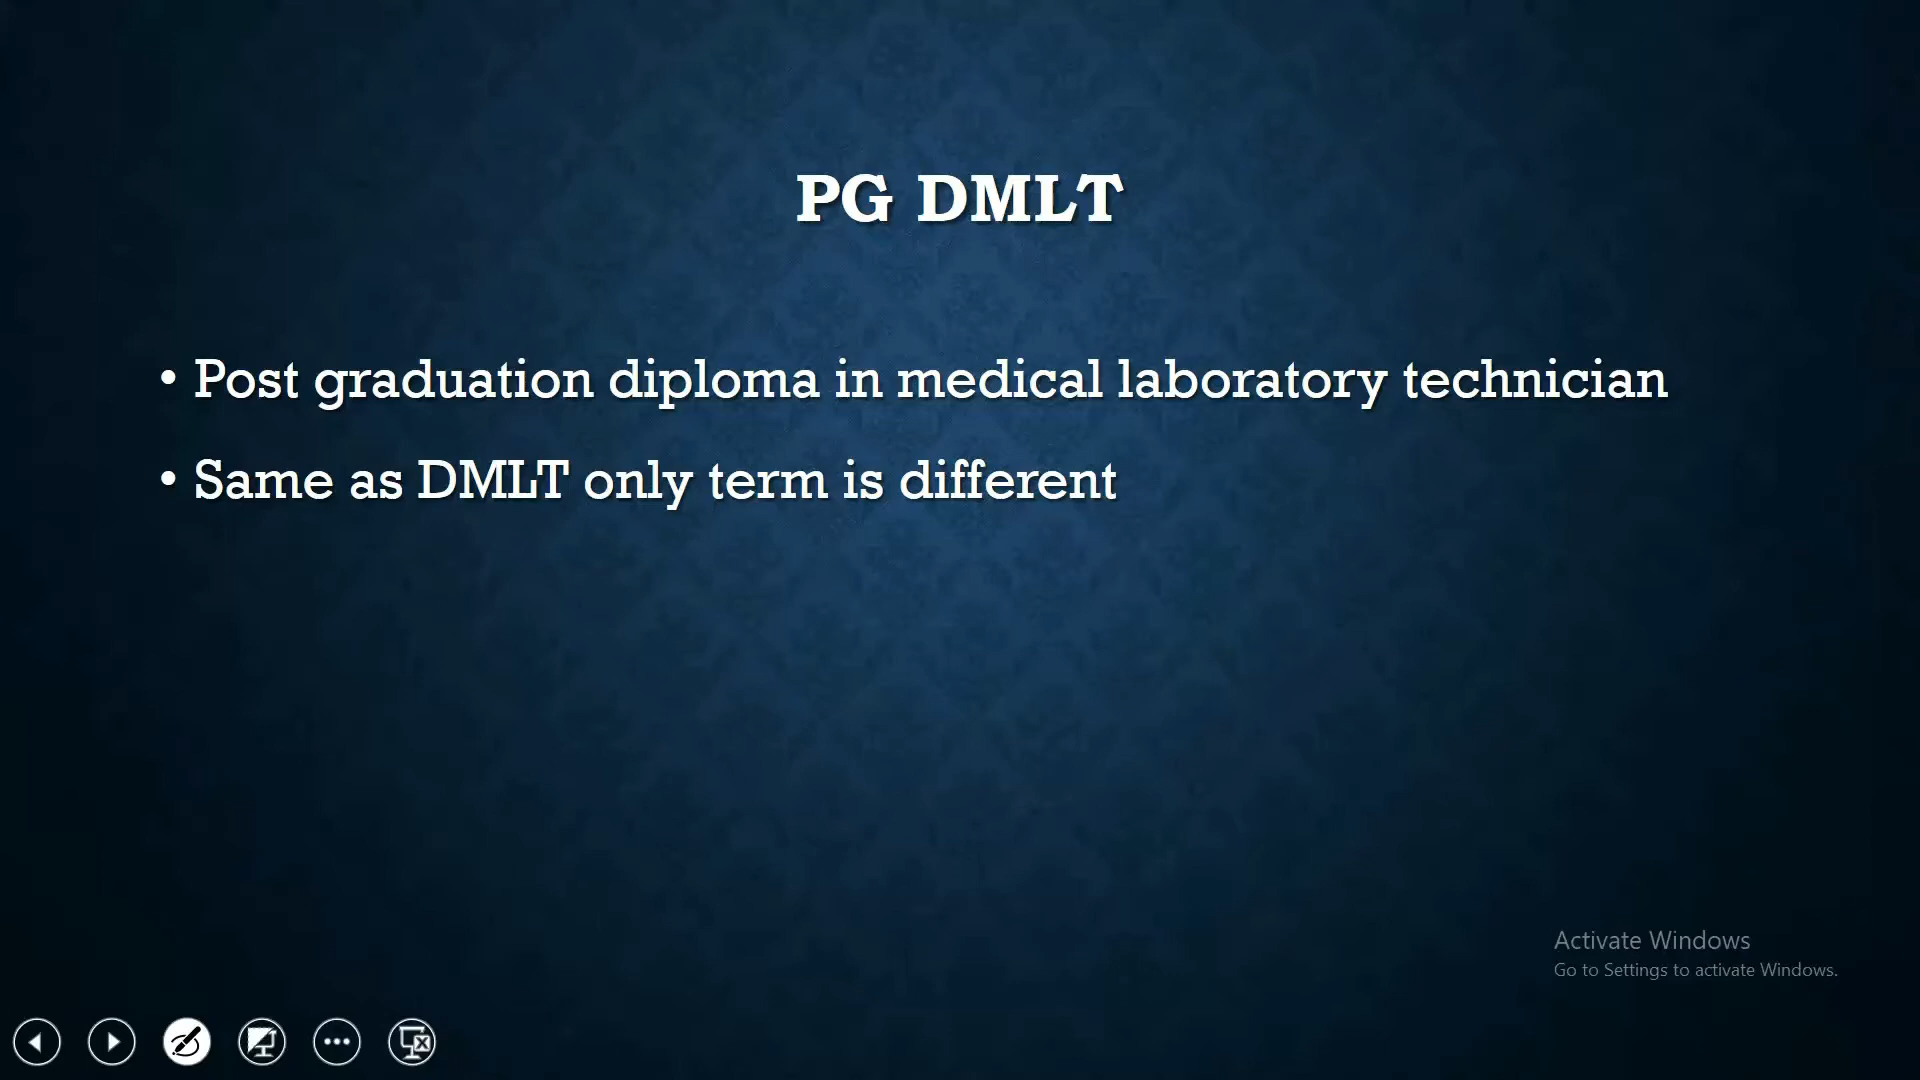 PG DMLT
• Post graduation diploma in medical laboratory technician
• Same as DMLT only term is different
Activate Windows
Go to Settings to activate Windows.